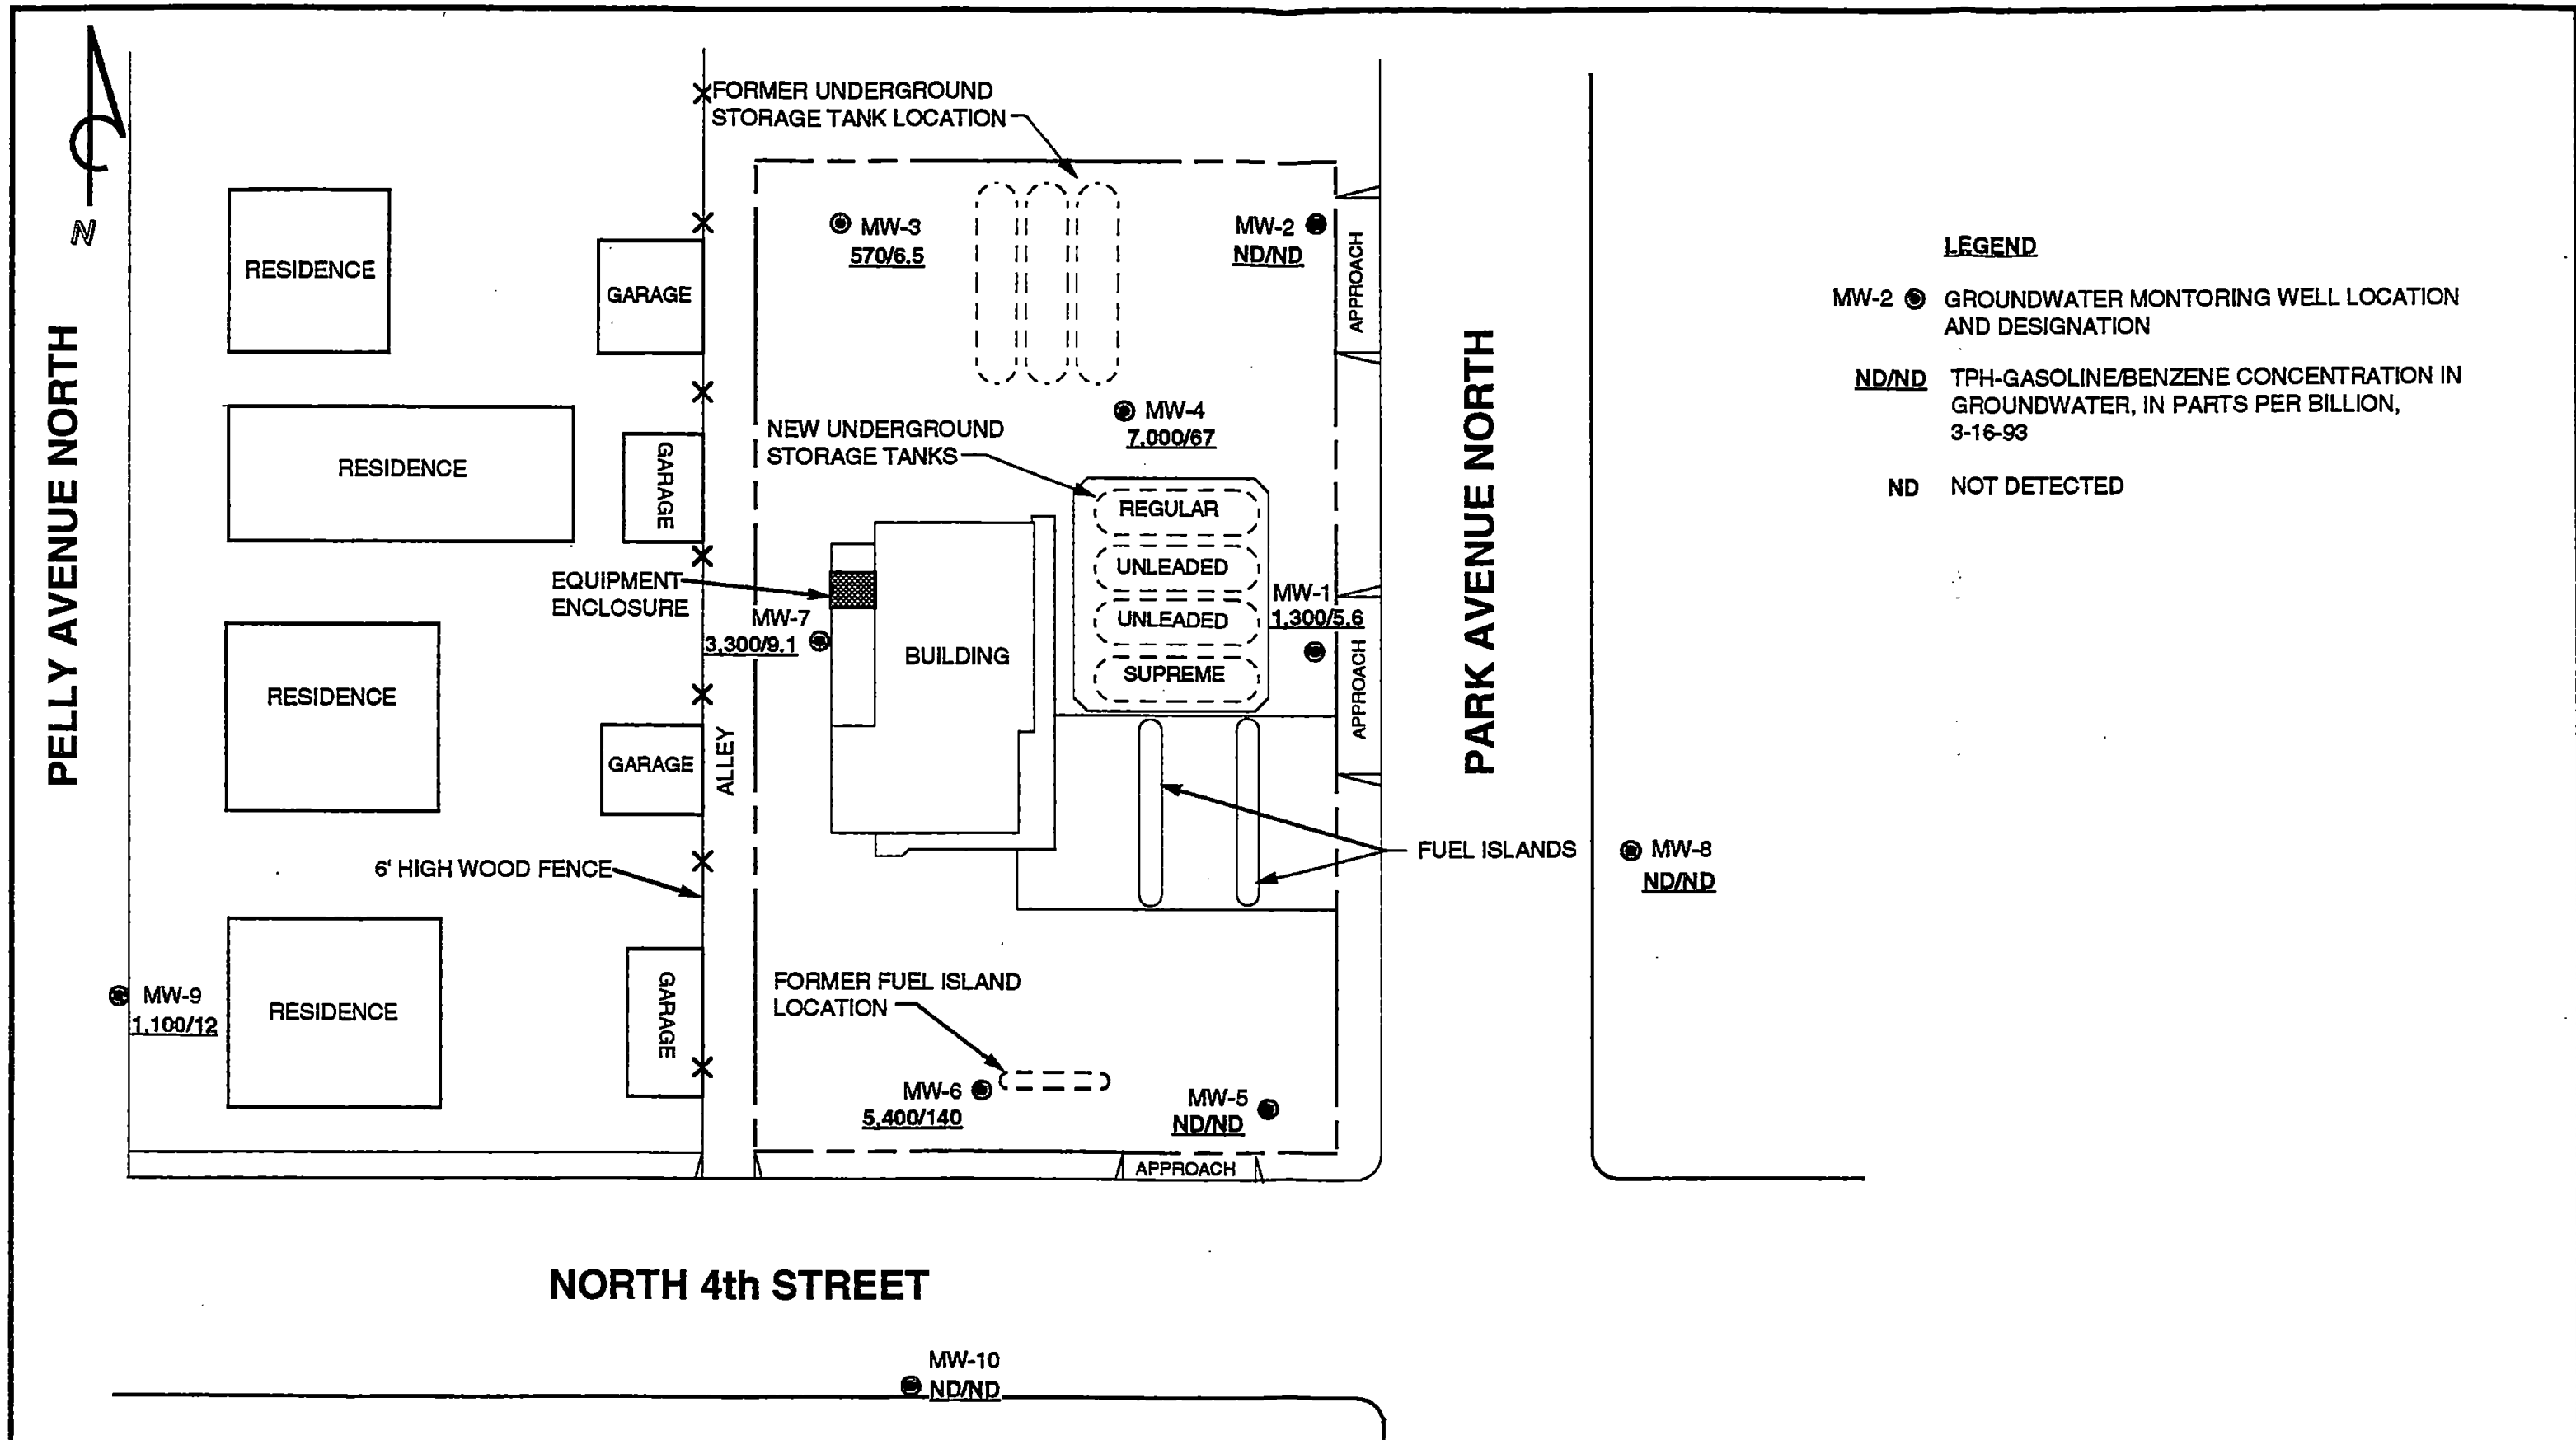 FORMER UNDERGROUND
STORAGE TANK LOCATION
N
MW-3
570/6.5
MW-2
ND/ND
APPROACH
RESIDENCE
GARAGE
LEGEND
MW-2 GROUNDWATER MONTORING WELL LOCATION
AND DESIGNATION
ND/ND TPH-GASOLINE/BENZENE CONCENTRATION IN
GROUNDWATER, IN PARTS PER BILLION,
3-16-93
ND NOT DETECTED
PELLY AVENUE NORTH
PARK AVENUE NORTH
MW-4
7,000/67
NEW UNDERGROUND
STORAGE TANKS
RESIDENCE
GARAGE
REGULAR
UNLEADED
UNLEADED
SUPREME
EQUIPMENT
ENCLOSURE
MW-7
3,300/9.1
MW-1
1,300/5.6
BUILDING
APPROACH
RESIDENCE
GARAGE
ALLEY
6' HIGH WOOD FENCE
FUEL ISLANDS
MW-8
ND/ND
MW-9
1,100/12
RESIDENCE
GARAGE
FORMER FUEL ISLAND
LOCATION
MW-6
5,400/140
MW-5
ND/ND
APPROACH
NORTH 4th STREET
MW-10
ND/ND